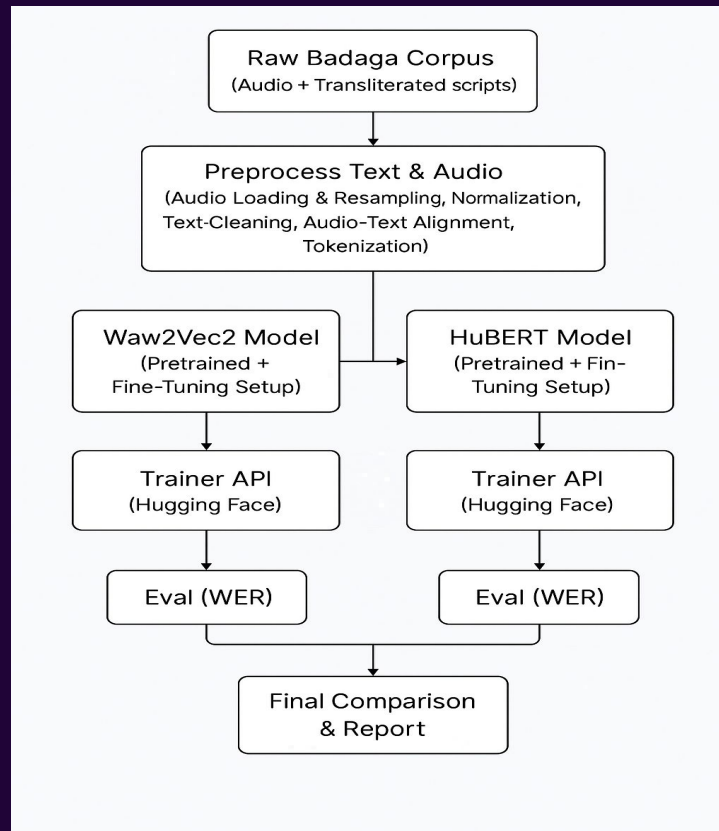 Raw Badaga Corpus
(Audio + Transliterated scripts)
Preprocess Text & Audio
(Audio Loading & Resampling, Normalization,
Text-Cleaning, Audio-Text Alignment,
Tokenization)
Waw2Vec2 Model
(Pretrained +
Fine-Tuning Setup)
HuBERT Model
(Pretrained + Fin-
Tuning Setup)
Trainer API
(Hugging Face)
Trainer API
(Hugging Face)
Eval (WER)
Eval (WER)
Final Comparison
& Report